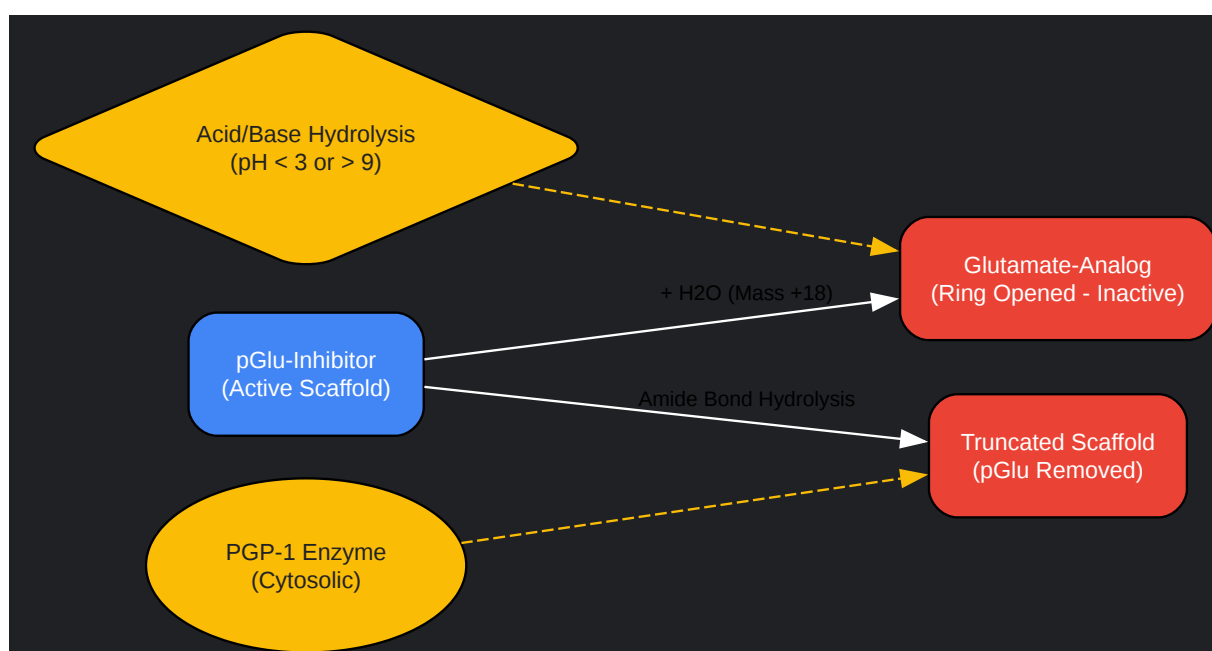 Acid/Base Hydrolysis
(pH < 3 or > 9)
Glutamate-Analog
(Ring Opened - Inactive)
+ H2O (Mass +18)
pGlu-Inhibitor
(Active Scaffold)
Amide Bond Hydrolysis
Truncated Scaffold
(pGlu Removed)
PGP-1 Enzyme
(Cytosolic)